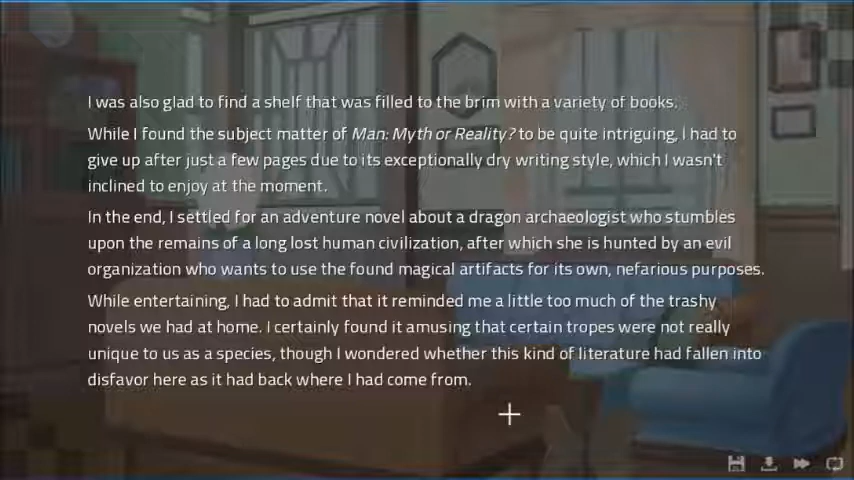 I was also glad to find a shelf that was filled to the brim with a variety of books.
While I found the subject matter of Man: Myth or Reality? to be quite intriguing, I had to
give up after just a few pages due to its exceptionally dry writing style, which I wasn't
inclined to enjoy at the moment.
In the end, I settled for an adventure novel about a dragon archaeologist who stumbles
upon the remains of a long lost human civilization, after which she is hunted by an evil
organization who wants to use the found magical artifacts for its own, nefarious purposes.
While entertaining, I had to admit that it reminded me a little too much of the trashy
novels we had at home. I certainly found it amusing that certain tropes were not really
unique to us as a species, though I wondered whether this kind of literature had fallen into
disfavor here as it had back where I had come from.